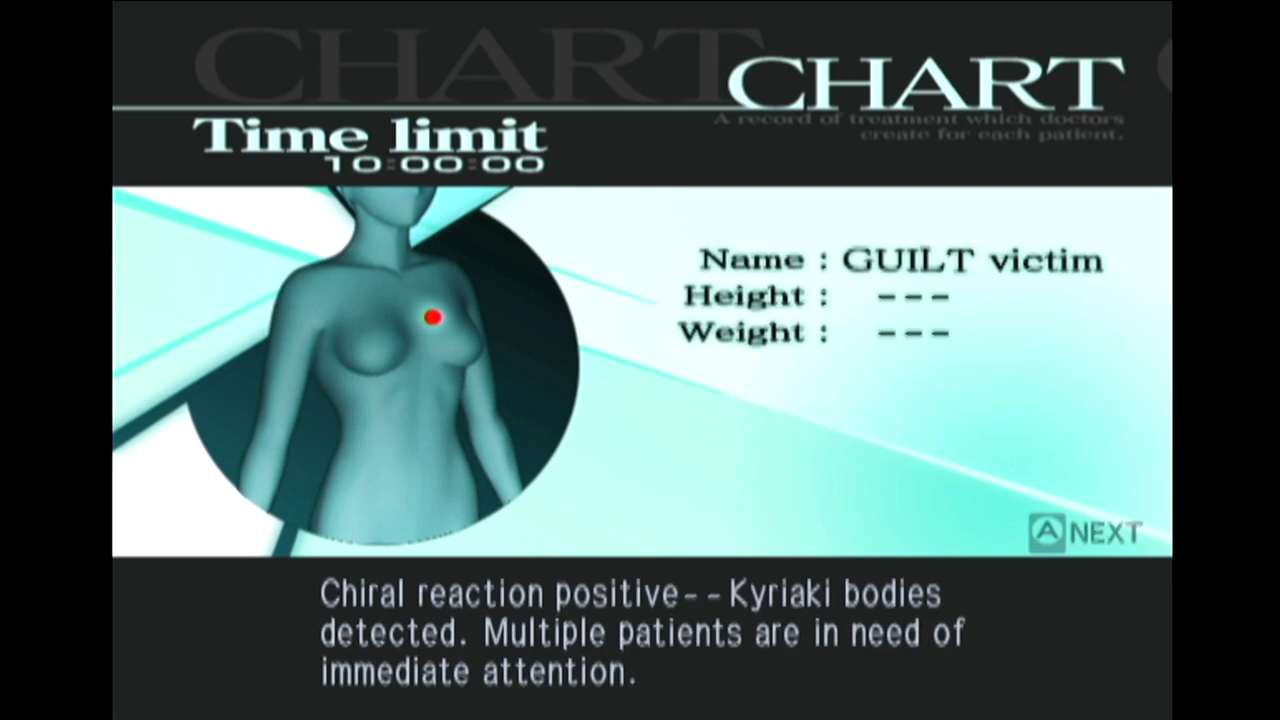 CHART
CHART
A record of treatment which doctors
create for each patient.
Time limit
10:00:00
Name : GUILT victim
Height : ---
Weight : ---
A NEXT
Chiral reaction positive--Kyriaki bodies
detected. Multiple patients are in need of
immediate attention.